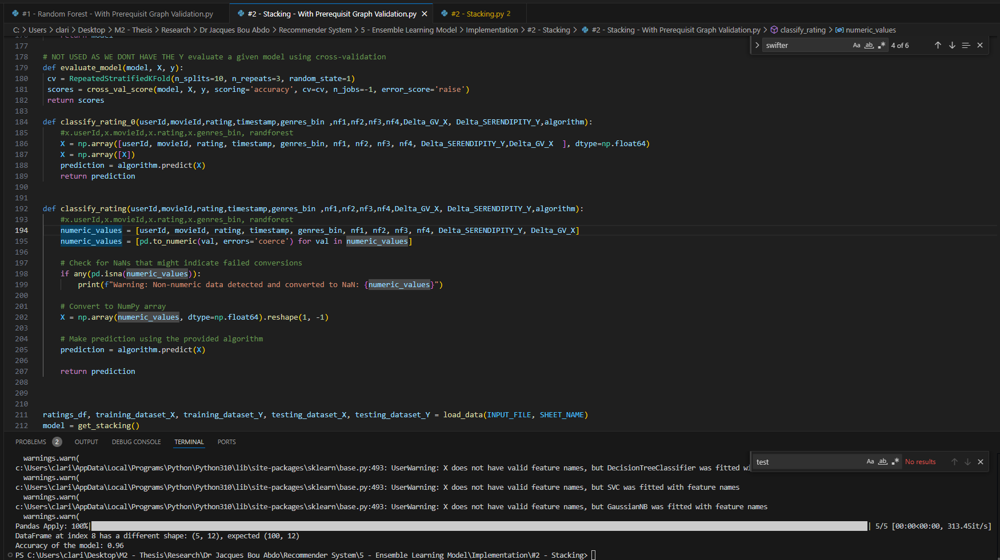 #1 - Random Forest - With Prerequisit Graph Validation.py
#2 - Stacking - With Prerequisit Graph Validation.py
#2 - Stacking.py 2
C: > Users > clari > Desktop > M2 - Thesis > Research > Dr Jacques Bou Abdo > Recommender System > 5 - Ensemble Learning Model > Implementation > #2 - Stacking > #2 - Stacking - With Prerequisit Graph Validation.py > classify_rating > numeric_values
swifter Aa ab .* 4 of 6
176 return model
177
178 # NOT USED AS WE DONT HAVE THE Y evaluate a given model using cross-validation
179 def evaluate_model(model, X, y):
180 cv = RepeatedStratifiedKFold(n_splits=10, n_repeats=3, random_state=1)
181 scores = cross_val_score(model, X, y, scoring='accuracy', cv=cv, n_jobs=-1, error_score='raise')
182 return scores
183
184 def classify_rating_0(userId,movieId,rating,timestamp,genres_bin ,nf1,nf2,nf3,nf4,Delta_GV_X, Delta_SERENDIPITY_Y,algorithm):
185 #x.userId,x.movieId,x.rating,x.genres_bin, randforest
186 X = np.array([userId, movieId, rating, timestamp, genres_bin, nf1, nf2, nf3, nf4, Delta_SERENDIPITY_Y,Delta_GV_X  ], dtype=np.float64)
187 X = np.array([X])
188 prediction = algorithm.predict(X)
189 return prediction
190
191
192 def classify_rating(userId,movieId,rating,timestamp,genres_bin ,nf1,nf2,nf3,nf4,Delta_GV_X, Delta_SERENDIPITY_Y,algorithm):
193 #x.userId,x.movieId,x.rating,x.genres_bin, randforest
194 numeric_values = [userId, movieId, rating, timestamp, genres_bin, nf1, nf2, nf3, nf4, Delta_SERENDIPITY_Y, Delta_GV_X]
195 numeric_values = [pd.to_numeric(val, errors='coerce') for val in numeric_values]
196
197 # Check for NaNs that might indicate failed conversions
198 if any(pd.isna(numeric_values)):
199 print(f"Warning: Non-numeric data detected and converted to NaN: {numeric_values}")
200
201 # Convert to NumPy array
202 X = np.array(numeric_values, dtype=np.float64).reshape(1, -1)
203
204 # Make prediction using the provided algorithm
205 prediction = algorithm.predict(X)
206
207 return prediction
208
209
210
211 ratings_df, training_dataset_X, training_dataset_Y, testing_dataset_X, testing_dataset_Y = load_data(INPUT_FILE, SHEET_NAME)
212 model = get_stacking()
PROBLEMS 2 OUTPUT DEBUG CONSOLE TERMINAL PORTS
test Aa ab .* No results
warnings.warn(
c:\Users\clari\AppData\Local\Programs\Python\Python310\lib\site-packages\sklearn\base.py:493: UserWarning: X does not have valid feature names, but DecisionTreeClassifier was fitted wi
warnings.warn(
c:\Users\clari\AppData\Local\Programs\Python\Python310\lib\site-packages\sklearn\base.py:493: UserWarning: X does not have valid feature names, but SVC was fitted with feature names
warnings.warn(
c:\Users\clari\AppData\Local\Programs\Python\Python310\lib\site-packages\sklearn\base.py:493: UserWarning: X does not have valid feature names, but GaussianNB was fitted with feature names
warnings.warn(
Pandas Apply: 100%| | 5/5 [00:00<00:00, 313.45it/s]
DataFrame at index 8 has a different shape: (5, 12), expected (100, 12)
Accuracy of the model: 0.96
PS C:\Users\clari\Desktop\M2 - Thesis\Research\Dr Jacques Bou Abdo\Recommender System\5 - Ensemble Learning Model\Implementation\#2 - Stacking>